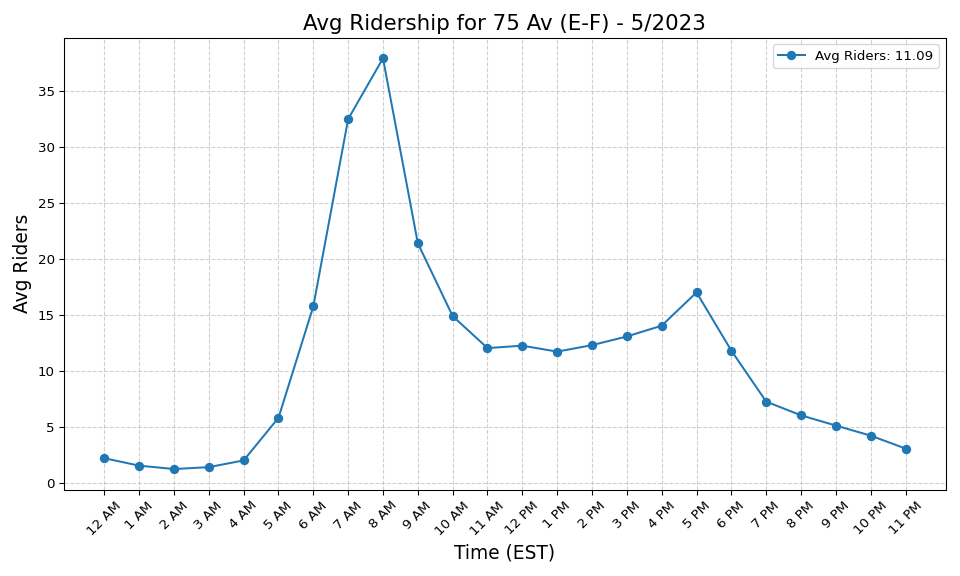 Avg Ridership for 75 Av (E-F) - 5/2023
Avg Riders: 11.09
Avg Riders
35
30
25
20
15
10
5
0
12 AM
1 AM
2 AM
3 AM
4 AM
5 AM
6 AM
7 AM
8 AM
9 AM
10 AM
11 AM
12 PM
1 PM
2 PM
3 PM
4 PM
5 PM
6 PM
7 PM
8 PM
9 PM
10 PM
11 PM
Time (EST)